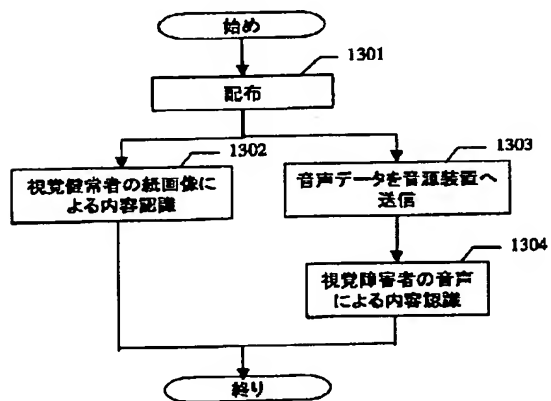 始め
1301
配布
1302
視覚健常者の紙画像に
よる内容認識
1303
音声データを音源装置へ
送信
1304
視覚障害者の音声
による内容認識
終り